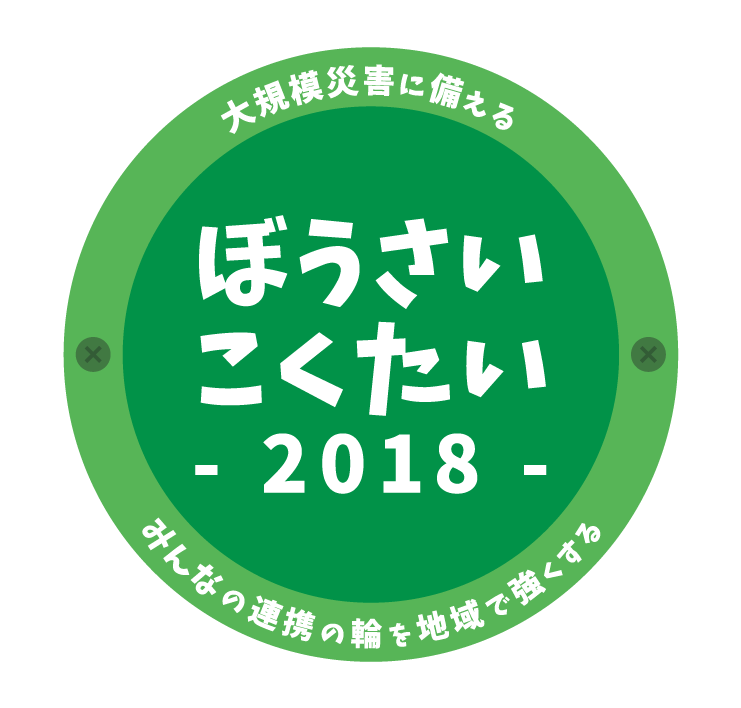 大規模災害に備える
ぼうさい
こくたい
- 2018 -
みんなの連携の輪を地域で強くする